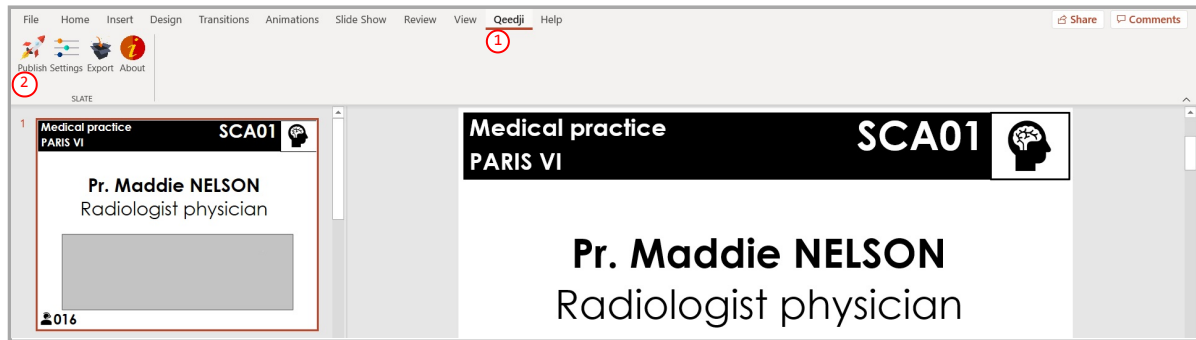 File Home Insert Design Transitions Animations Slide Show Review View Qeedji Help Share Comments
1
Publish Settings Export About
2
SLATE
1
Medical practice SCA01
PARIS VI
Pr. Maddie NELSON
Radiologist physician
016
Medical practice SCA01
PARIS VI
Pr. Maddie NELSON
Radiologist physician